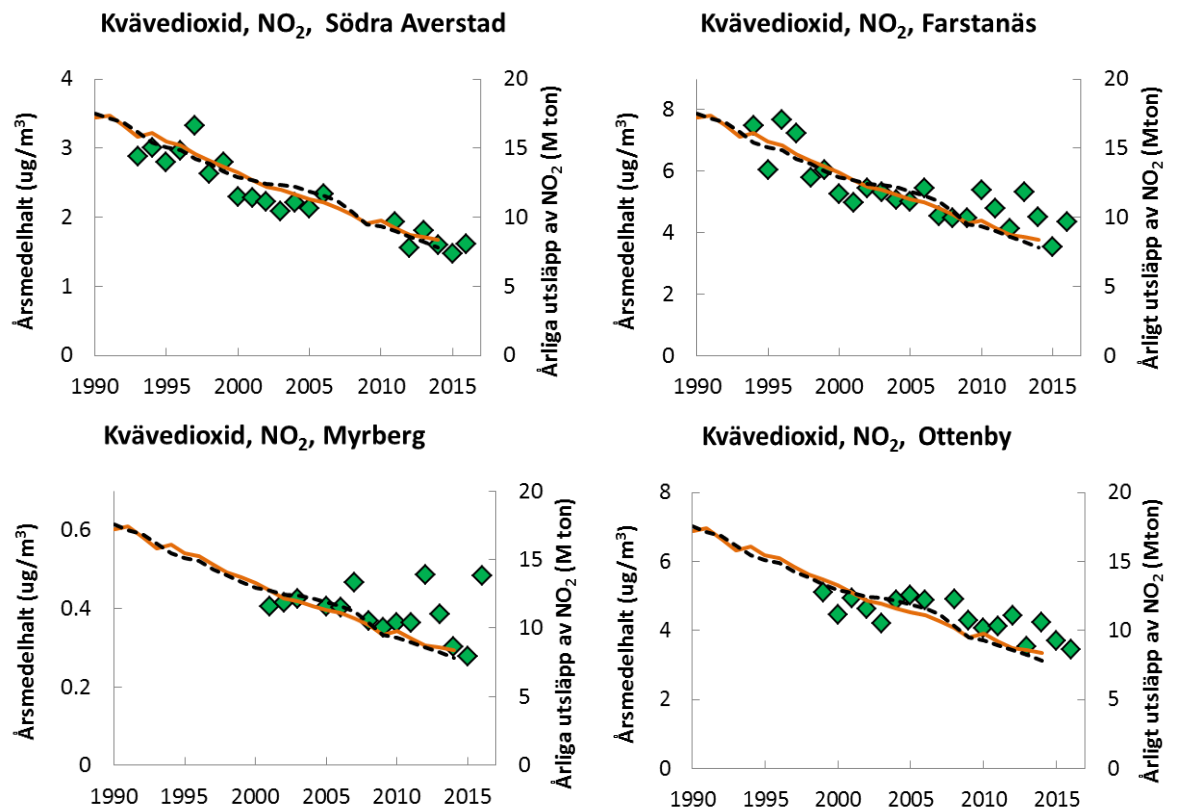 Kvävedioxid, NO₂, Södra Averstad
Årsmedelhalt (ug/m³)
4
3
2
1
0
20
15
10
5
0
Årliga utsläpp av NO₂ (M ton)
1990 1995 2000 2005 2010 2015
Kvävedioxid, NO₂, Farstanäs
Årsmedelhalt (ug/m³)
8
6
4
2
0
20
15
10
5
0
Årligt utsläpp av NO₂ (Mton)
1990 1995 2000 2005 2010 2015
Kvävedioxid, NO₂, Myrberg
Årsmedelhalt (ug/m³)
0.6
0.4
0.2
0
20
15
10
5
0
Årliga utsläpp av NO₂ (M ton)
1990 1995 2000 2005 2010 2015
Kvävedioxid, NO₂, Ottenby
Årsmedelhalt (ug/m³)
8
6
4
2
0
20
15
10
5
0
Årligt utsläpp av NO₂ (Mton)
1990 1995 2000 2005 2010 2015